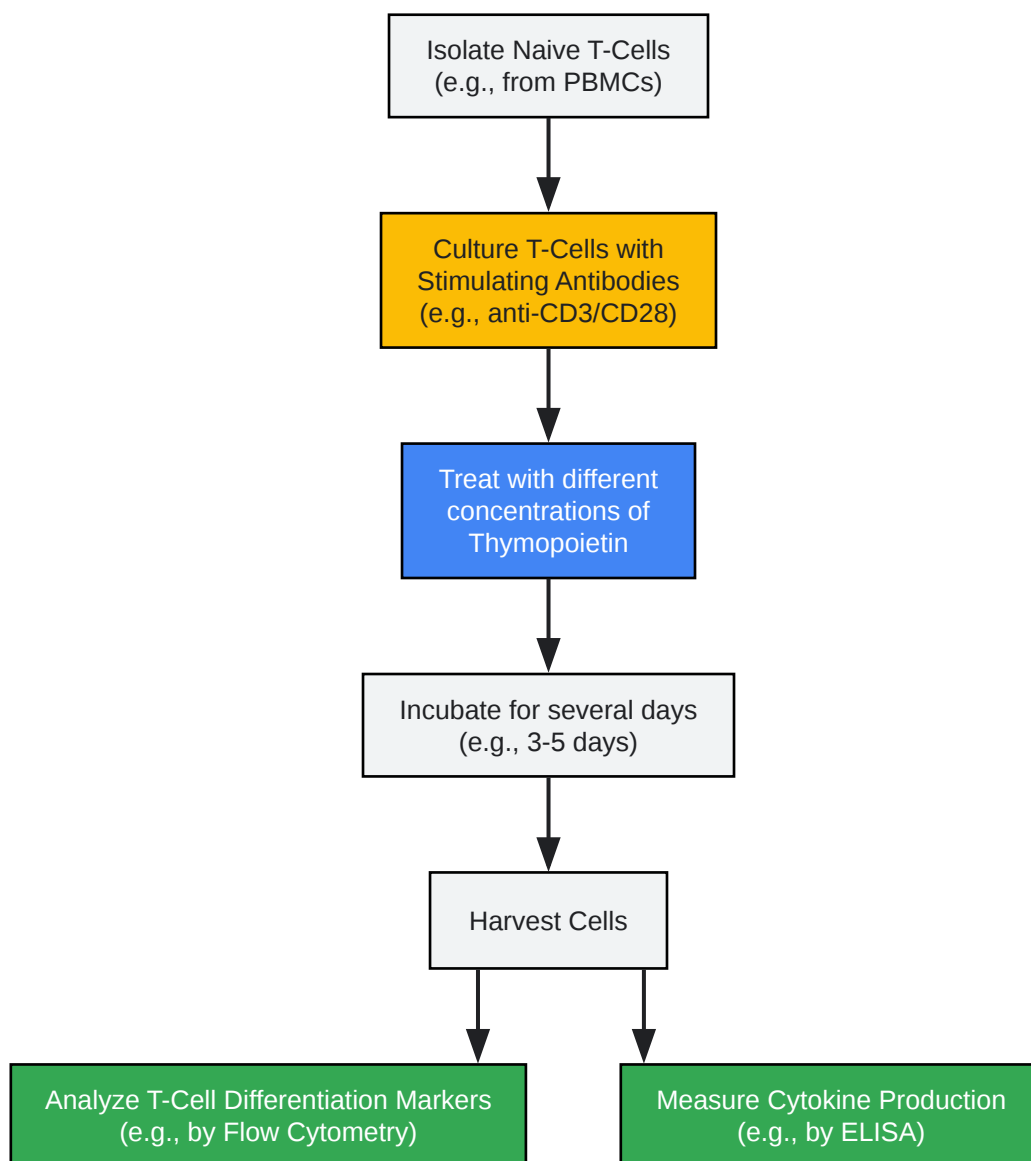 Isolate Naive T-Cells
(e.g., from PBMCs)
Culture T-Cells with
Stimulating Antibodies
(e.g., anti-CD3/CD28)
Treat with different
concentrations of
Thymopoietin
Incubate for several days
(e.g., 3-5 days)
Harvest Cells
Analyze T-Cell Differentiation Markers
(e.g., by Flow Cytometry)
Measure Cytokine Production
(e.g., by ELISA)